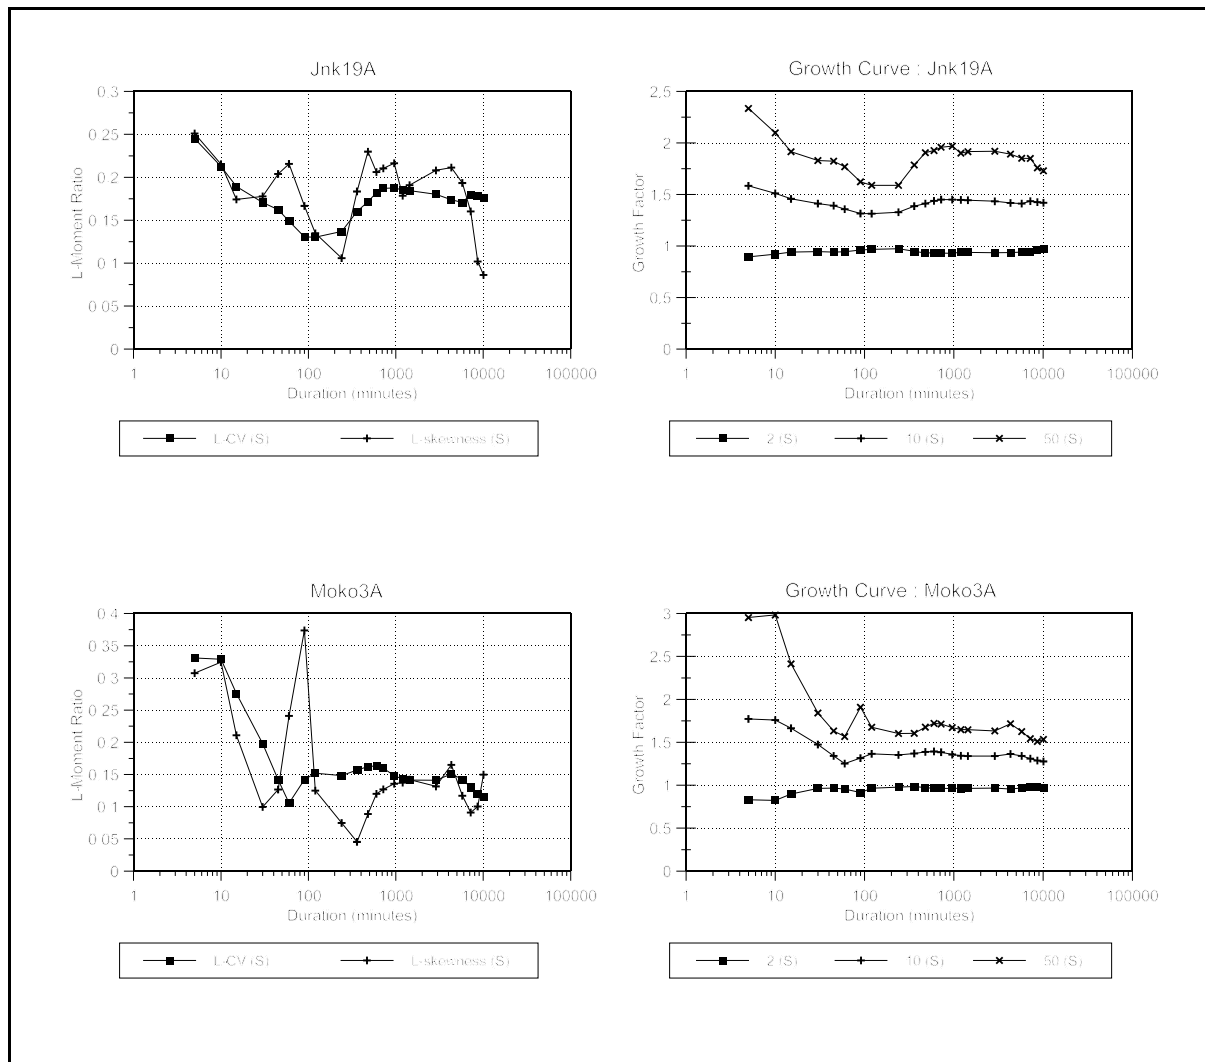 Jnk19A
0.3
0.25
0.2
0.15
0.1
0.05
0
L-Moment Ratio
1 10 100 1000 10000 100000
Duration (minutes)
L-CV (S) L-skewness (S)
Growth Curve : Jnk19A
2.5
2
1.5
1
0.5
0
Growth Factor
1 10 100 1000 10000 100000
Duration (minutes)
2 (S) 10 (S) 50 (S)
Moko3A
0.4
0.35
0.3
0.25
0.2
0.15
0.1
0.05
0
L-Moment Ratio
1 10 100 1000 10000 100000
Duration (minutes)
L-CV (S) L-skewness (S)
Growth Curve : Moko3A
3
2.5
2
1.5
1
0.5
0
Growth Factor
1 10 100 1000 10000 100000
Duration (minutes)
2 (S) 10 (S) 50 (S)